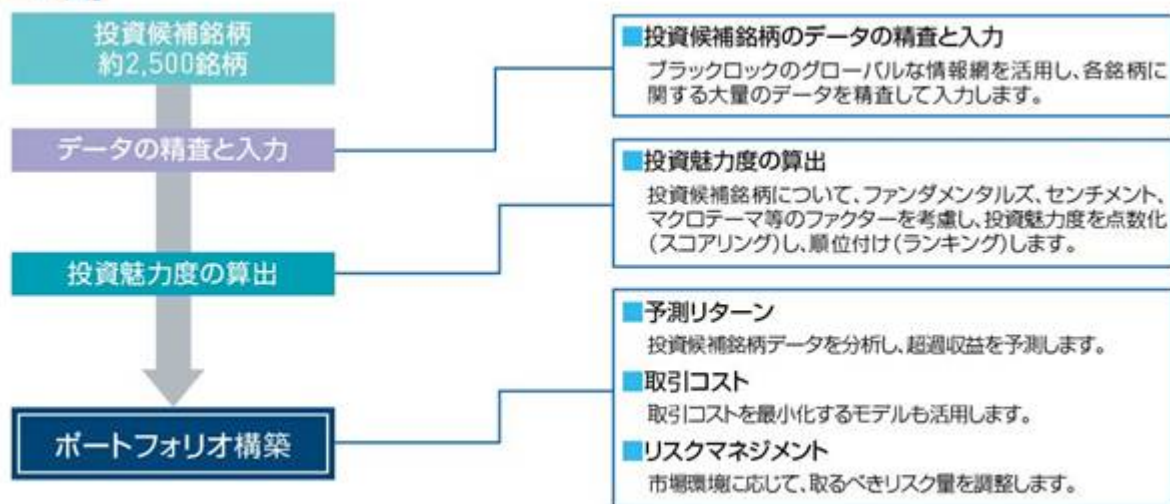 投資候補銘柄
約2,500銘柄
データの精査と入力
投資魅力度の算出
ポートフォリオ構築
■投資候補銘柄のデータの精査と入力
ブラックロックのグローバルな情報網を活用し、各銘柄に
関する大量のデータを精査して入力します。
■投資魅力度の算出
投資候補銘柄について、ファンダメンタルズ、センチメント、
マクロテーマ等のファクターを考慮し、投資魅力度を点数化
(スコアリング)し、順位付け(ランキング)します。
■予測リターン
投資候補銘柄データを分析し、超過収益を予測します。
■取引コスト
取引コストを最小化するモデルも活用します。
■リスクマネジメント
市場環境に応じて、取るべきリスク量を調整します。